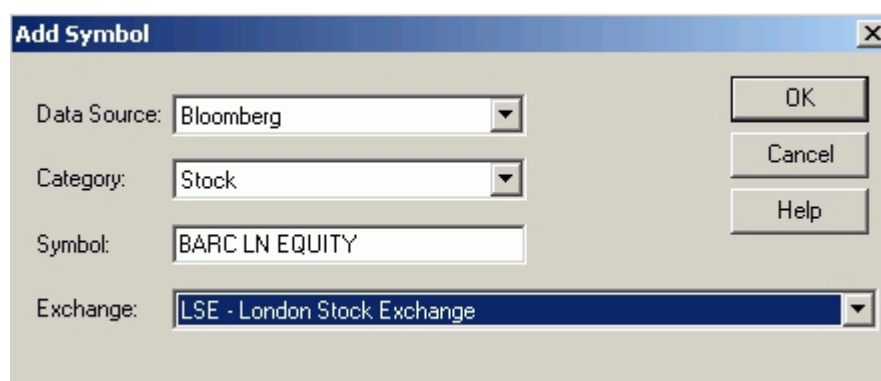 Add Symbol
Data Source: Bloomberg
OK
Category: Stock
Cancel
Symbol: BARC LN EQUITY
Help
Exchange: LSE - London Stock Exchange